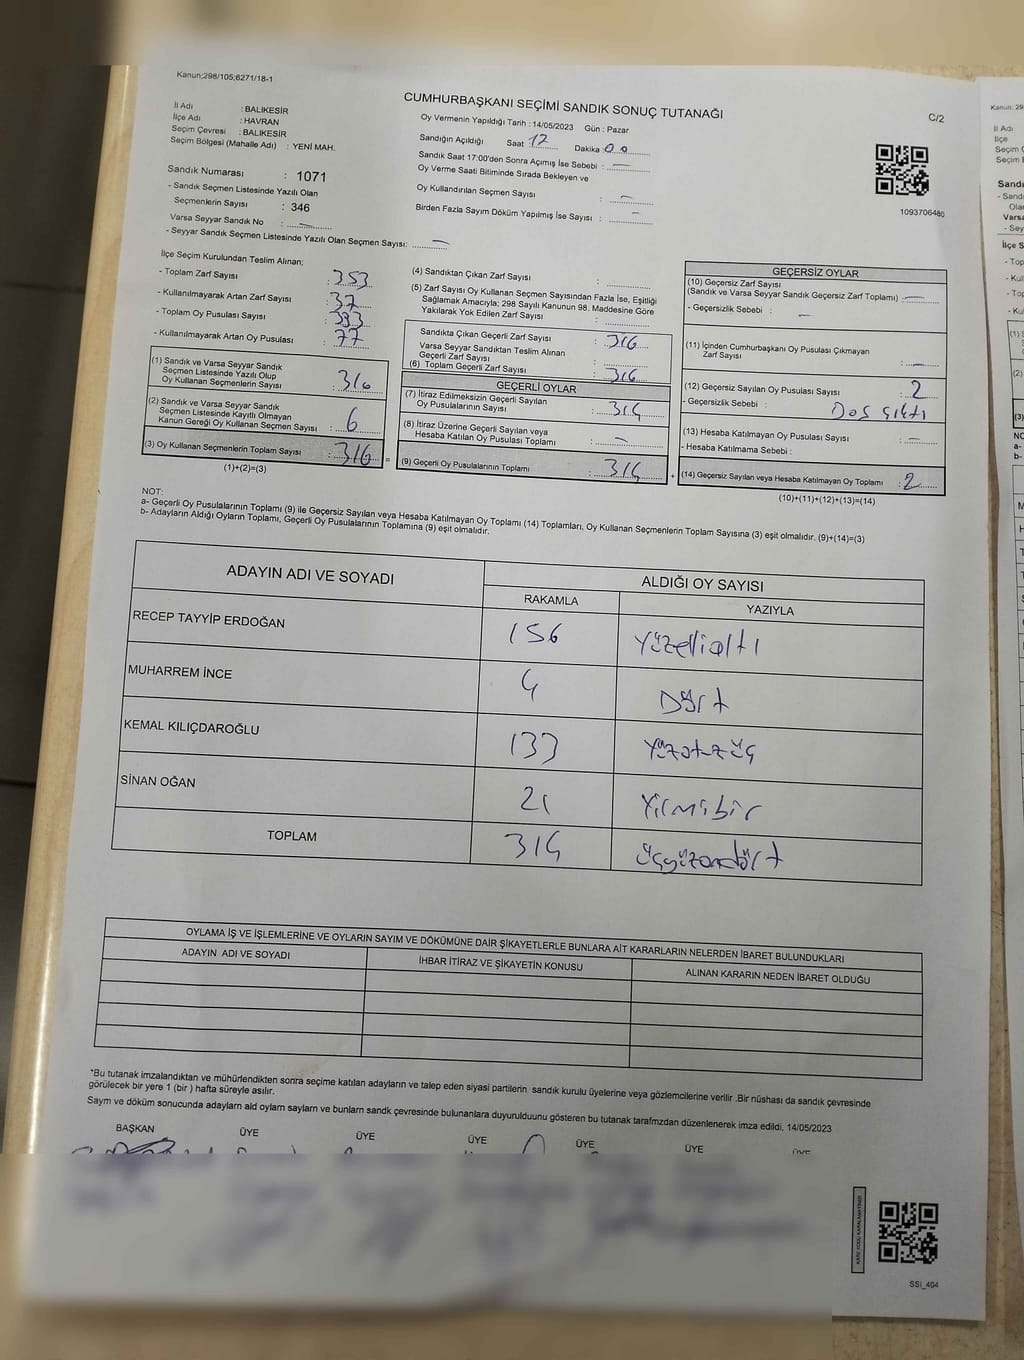 Kanun;298/105;6271/18-1
CUMHURBAŞKANI SEÇİMİ SANDIK SONUÇ TUTANAĞI
C/2
İl Adı : BALIKESİR
İlçe Adı : HAVRAN
Seçim Çevresi : BALIKESİR
Seçim Bölgesi (Mahalle Adı) : YENİ MAH.
Sandık Numarası : 1071
- Sandık Seçmen Listesinde Yazılı Olan
Seçmenlerin Sayısı : 346
Varsa Seyyar Sandık No : —
- Seyyar Sandık Seçmen Listesinde Yazılı Olan Seçmen Sayısı: —
Oy Vermenin Yapıldığı Tarih : 14/05/2023 Gün : Pazar
Sandığın Açıldığı Saat : 17 Dakika 00
Sandık Saat 17:00'den Sonra Açımış İse Sebebi : —
Oy Verme Saati Bitiminde Sırada Bekleyen ve
Oy Kullandırılan Seçmen Sayısı : —
Birden Fazla Sayım Döküm Yapılmış İse Sayısı : —
1093706480
İlçe Seçim Kurulundan Teslim Alınan;
- Toplam Zarf Sayısı : 353
- Kullanılmayarak Artan Zarf Sayısı : 37
- Toplam Oy Pusulası Sayısı : 393
- Kullanılmayarak Artan Oy Pusulası : 77
(1) Sandık ve Varsa Seyyar Sandık
Seçmen Listesinde Yazılı Olup
Oy Kullanan Seçmenlerin Sayısı : 316
(2) Sandık ve Varsa Seyyar Sandık
Seçmen Listesinde Kayıtlı Olmayan
Kanun Gereği Oy Kullanan Seçmen Sayısı : 6
(3) Oy Kullanan Seçmenlerin Toplam Sayısı : 316
(1)+(2)=(3)
=
(4) Sandıktan Çıkan Zarf Sayısı :
(5) Zarf Sayısı Oy Kullanan Seçmen Sayısından Fazla İse, Eşitliği
Sağlamak Amacıyla; 298 Sayılı Kanunun 98. Maddesine Göre
Yakılarak Yok Edilen Zarf Sayısı :
Sandıkta Çıkan Geçerli Zarf Sayısı : 316
Varsa Seyyar Sandıktan Teslim Alınan
Geçerli Zarf Sayısı :
(6) Toplam Geçerli Zarf Sayısı : 316
GEÇERLİ OYLAR
(7) İtiraz Edilmeksizin Geçerli Sayılan
Oy Pusulalarının Sayısı : 314
(8) İtiraz Üzerine Geçerli Sayılan veya
Hesaba Katılan Oy Pusulası Toplamı : —
(9) Geçerli Oy Pusulalarının Toplamı : 314
+
GEÇERSİZ OYLAR
(10) Geçersiz Zarf Sayısı
(Sandık ve Varsa Seyyar Sandık Geçersiz Zarf Toplamı) : —
- Geçersizlik Sebebi : —
(11) İçinden Cumhurbaşkanı Oy Pusulası Çıkmayan
Zarf Sayısı : —
(12) Geçersiz Sayılan Oy Pusulası Sayısı : 2
- Geçersizlik Sebebi : Boş çıktı
(13) Hesaba Katılmayan Oy Pusulası Sayısı : —
- Hesaba Katılmama Sebebi :
(14) Geçersiz Sayılan veya Hesaba Katılmayan Oy Toplamı : 2
(10)+(11)+(12)+(13)=(14)
NOT:
a- Geçerli Oy Pusulalarının Toplamı (9) ile Geçersiz Sayılan veya Hesaba Katılmayan Oy Toplamı (14) Toplamları, Oy Kullanan Seçmenlerin Toplam Sayısına (3) eşit olmalıdır. (9)+(14)=(3)
b- Adayların Aldığı Oyların Toplamı, Geçerli Oy Pusulalarının Toplamına (9) eşit olmalıdır.
ADAYIN ADI VE SOYADI
ALDIĞI OY SAYISI
RAKAMLA YAZIYLA
RECEP TAYYİP ERDOĞAN 156 Yüzelliαltı
MUHARREM İNCE 4 Dört
KEMAL KILIÇDAROĞLU 133 Yüzotuzüç
SİNAN OĞAN 21 Yirmibir
TOPLAM 314 üçyüzondört
OYLAMA İŞ VE İŞLEMLERİNE VE OYLARIN SAYIM VE DÖKÜMÜNE DAİR ŞİKAYETLERLE BUNLARA AİT KARARLARIN NELERDEN İBARET BULUNDUKLARI
ADAYIN ADI VE SOYADI
İHBAR İTİRAZ VE ŞİKAYETİN KONUSU
ALINAN KARARIN NEDEN İBARET OLDUĞU
*Bu tutanak imzalandıktan ve mühürlendikten sonra seçime katılan adayların ve talep eden siyasi partilerin sandık kurulu üyelerine veya gözlemcilerine verilir .Bir nüshası da sandık çevresinde
görülecek bir yere 1 (bir ) hafta süreyle asılır.
Saym ve döküm sonucunda adaylarn ald oylarn saylarn ve bunlarn sandk çevresinde bulunanlara duyurulduunu gösteren bu tutanak tarafmzdan düzenlenerek imza edildi. 14/05/2023
BAŞKAN ÜYE ÜYE ÜYE ÜYE ÜYE ÜYE
KARE KODU KARALAMAYINIZ!
SSİ_404